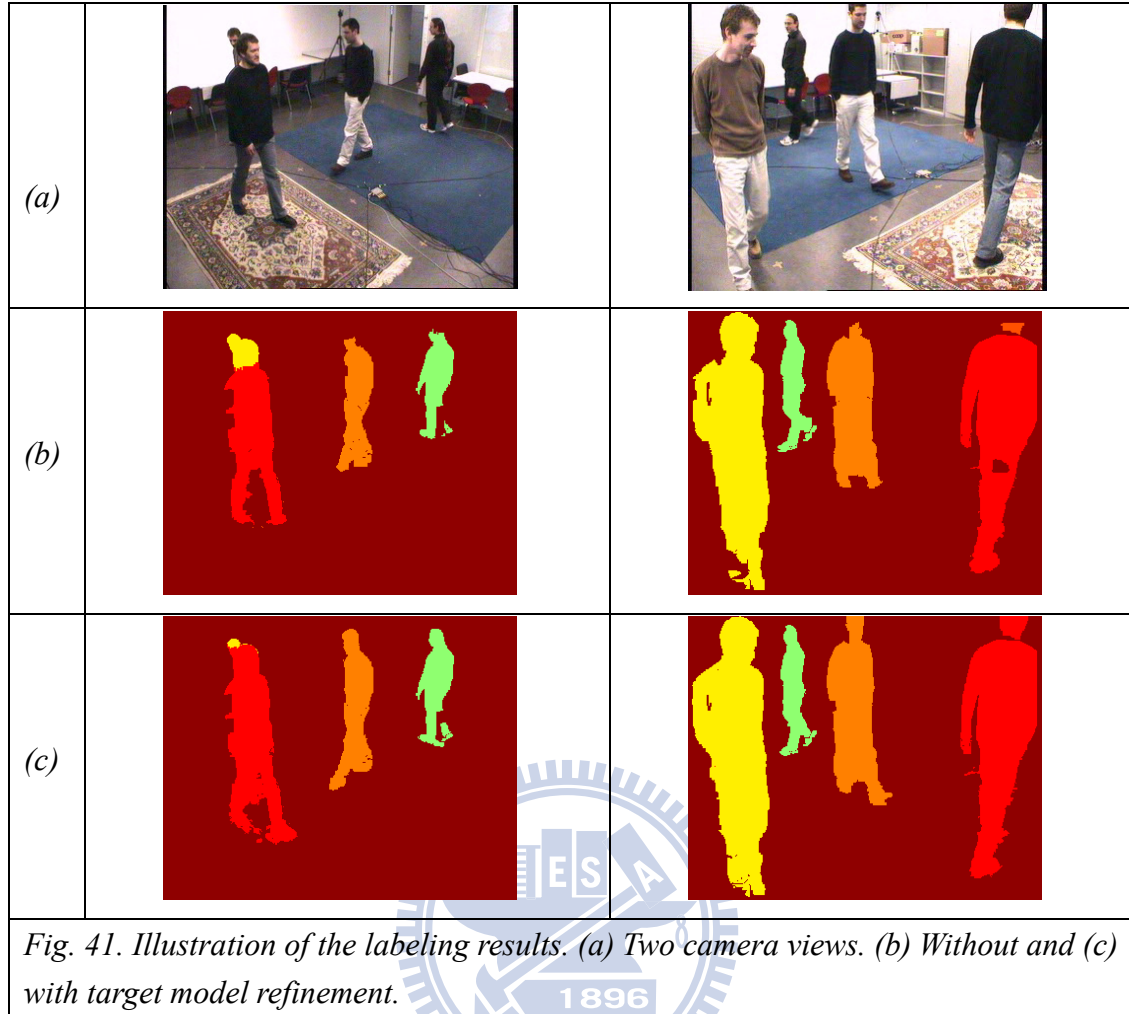 (a)
(b)
(c)
E S A
Fig. 41. Illustration of the labeling results. (a) Two camera views. (b) Without and (c)
with target model refinement.
1896